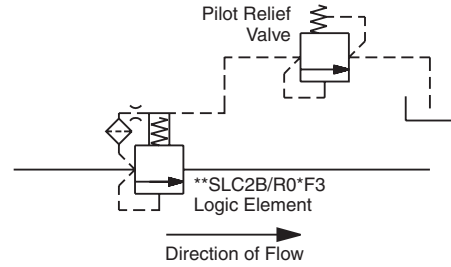 Pilot Relief
Valve
**SLC2B/R0*F3
Logic Element
Direction of Flow